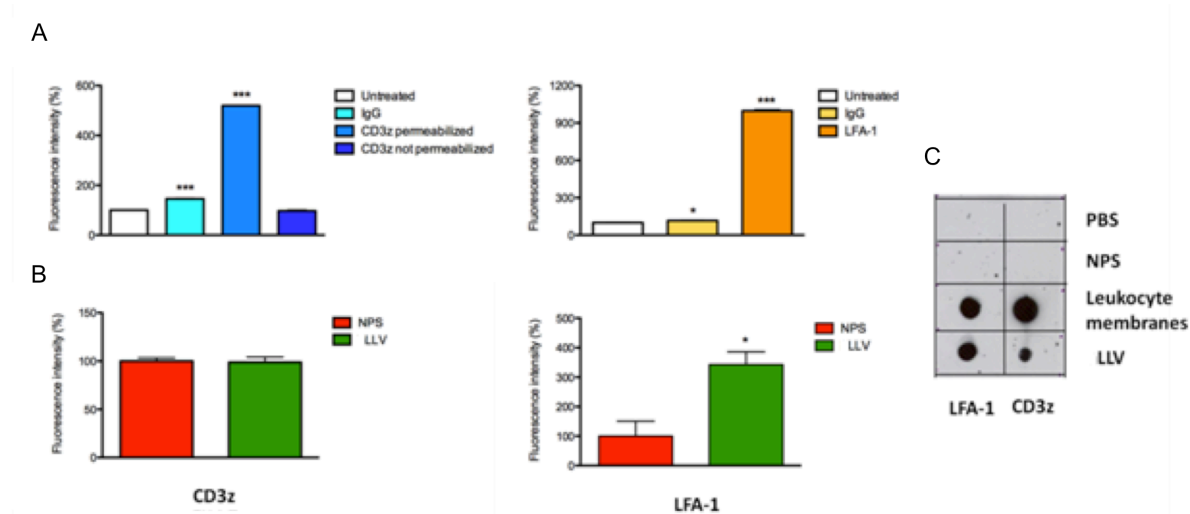 A
Fluorescence intensity (%)
600
400
200
0
***
***
Untreated
IgG
CD3z permeabilized
CD3z not permeabilized
Fluorescence intensity (%)
1200
900
600
300
0
*
***
Untreated
IgG
LFA-1
B
Fluorescence intensity (%)
150
100
50
0
NPS
LLV
CD3z
Fluorescence intensity (%)
500
400
300
200
100
0
*
NPS
LLV
LFA-1
C
PBS
NPS
Leukocyte
membranes
LLV
LFA-1 CD3z